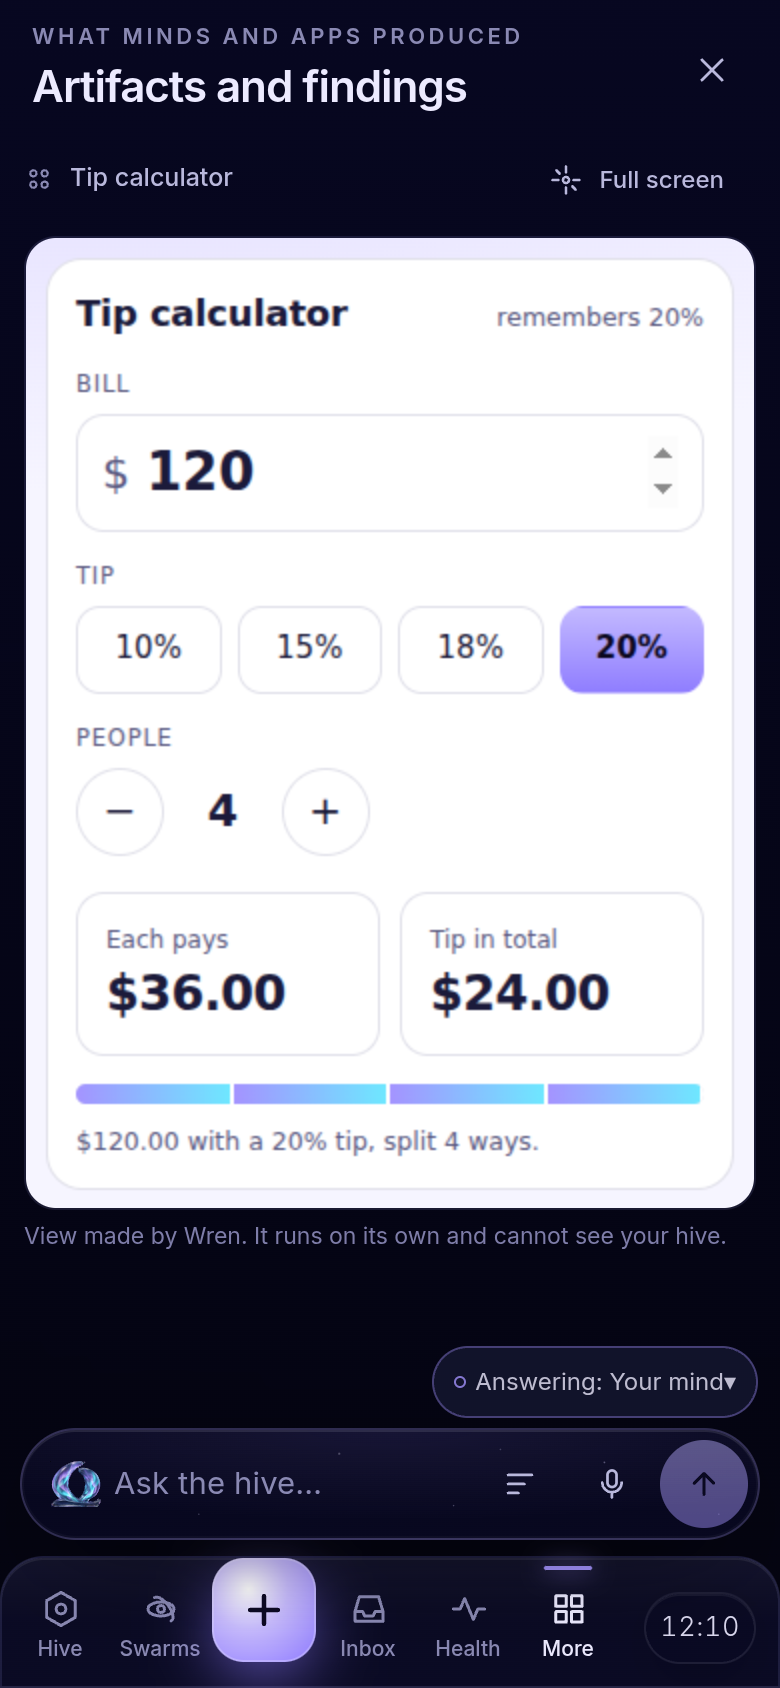 WHAT MINDS AND APPS PRODUCED
Artifacts and findings
Tip calculator
Full screen
Tip calculator
remembers 20%
BILL
$ 120
TIP
10% 15% 18% 20%
PEOPLE
− 4 +
Each pays
$36.00
Tip in total
$24.00
$120.00 with a 20% tip, split 4 ways.
View made by Wren. It runs on its own and cannot see your hive.
Answering: Your mind▾
Ask the hive...
Hive
Swarms
Inbox
Health
More
12:10